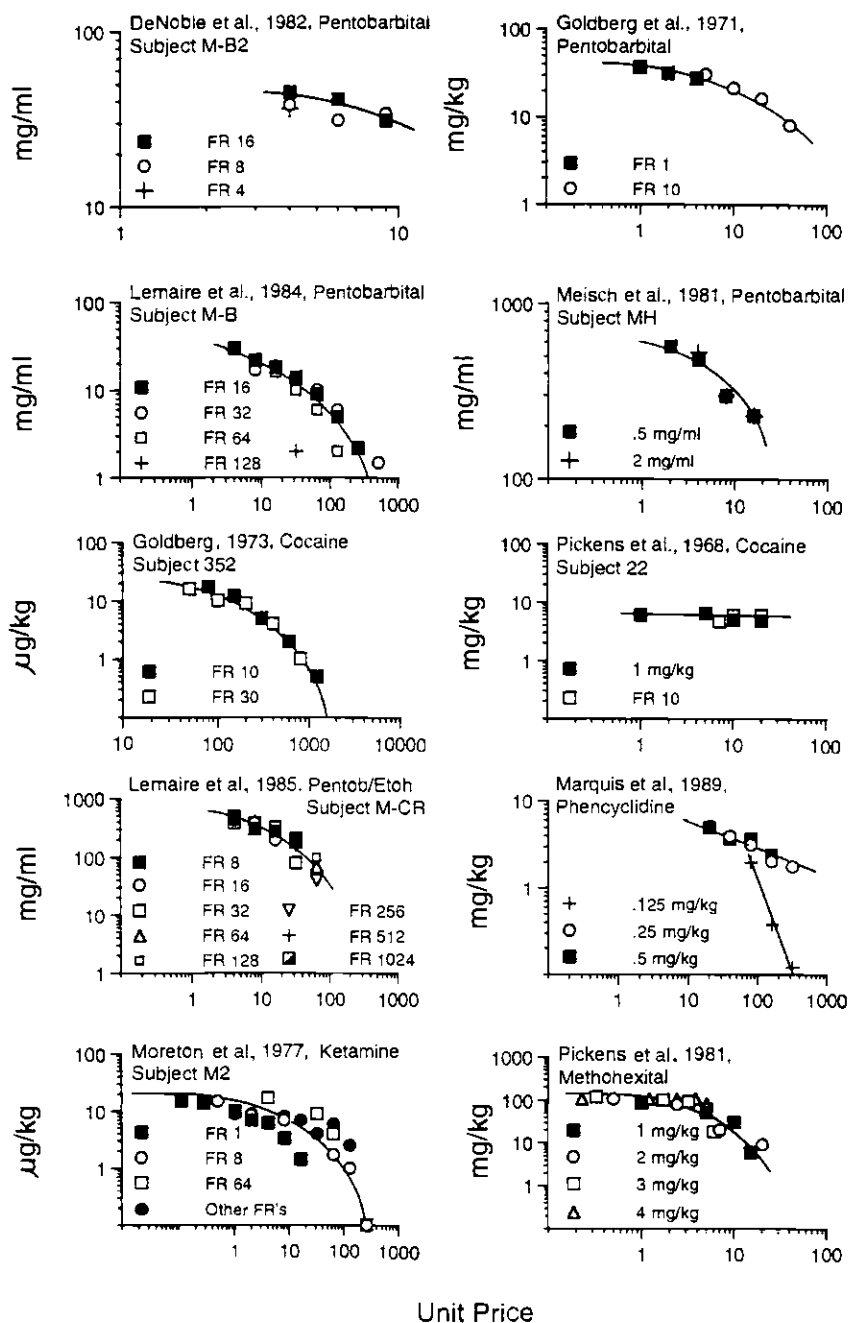 DeNoble et al., 1982, Pentobarbital
Subject M-B2
mg/ml
100
10
1
10
FR 16
FR 8
FR 4
Goldberg et al., 1971,
Pentobarbital
mg/kg
100
10
1
.1
1
10
100
FR 1
FR 10
Lemaire et al., 1984, Pentobarbital
Subject M-B
mg/ml
100
10
1
.1
1
10
100
1000
FR 16
FR 32
FR 64
FR 128
Meisch et al., 1981, Pentobarbital
Subject MH
mg/ml
1000
100
.1
1
10
100
.5 mg/ml
2 mg/ml
Goldberg, 1973, Cocaine
Subject 352
µg/kg
100
10
1
10
100
1000
10000
FR 10
FR 30
Pickens et al., 1968, Cocaine
Subject 22
mg/kg
100
10
1
.1
.1
1
10
100
1 mg/kg
FR 10
Lemaire et al, 1985. Pentob/Etoh
Subject M-CR
mg/ml
1000
100
10
1
.1
1
10
100
1000
FR 8
FR 16
FR 32
FR 64
FR 128
FR 256
FR 512
FR 1024
Marquis et al., 1989,
Phencyclidine
mg/kg
10
1
.1
1
10
100
1000
.125 mg/kg
.25 mg/kg
.5 mg/kg
Moreton et al., 1977, Ketamine
Subject M2
µg/kg
100
10
1
.1
.1
1
10
100
1000
FR 1
FR 8
FR 64
Other FR's
Pickens et al. 1981,
Methohexital
mg/kg
1000
100
10
1
.1
.1
1
10
100
1 mg/kg
2 mg/kg
3 mg/kg
4 mg/kg
Unit Price